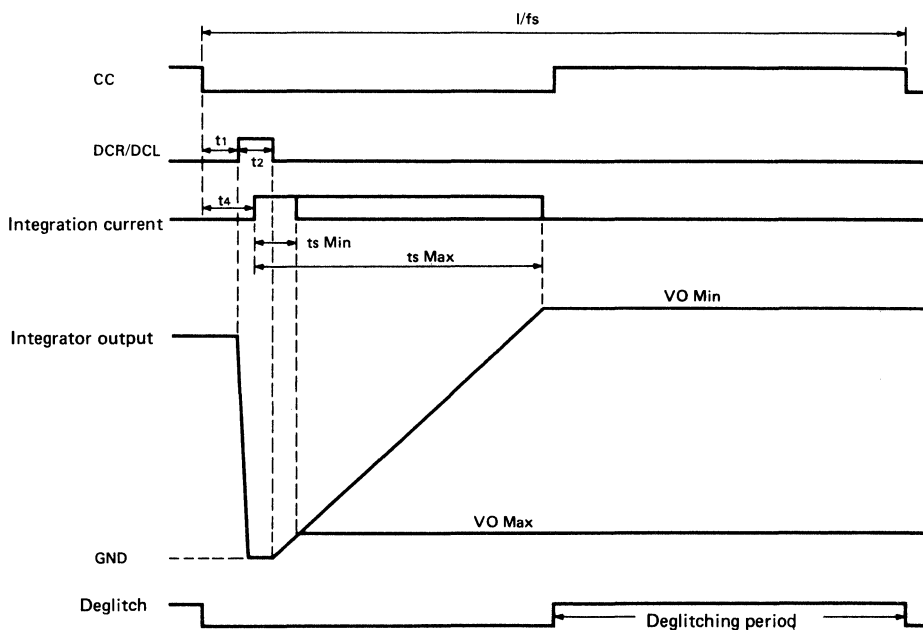 I/fs
CC
t1
DCR/DCL
t2
t4
Integration current
ts Min
ts Max
VO Min
Integrator output
VO Max
GND
Deglitch
Deglitching period